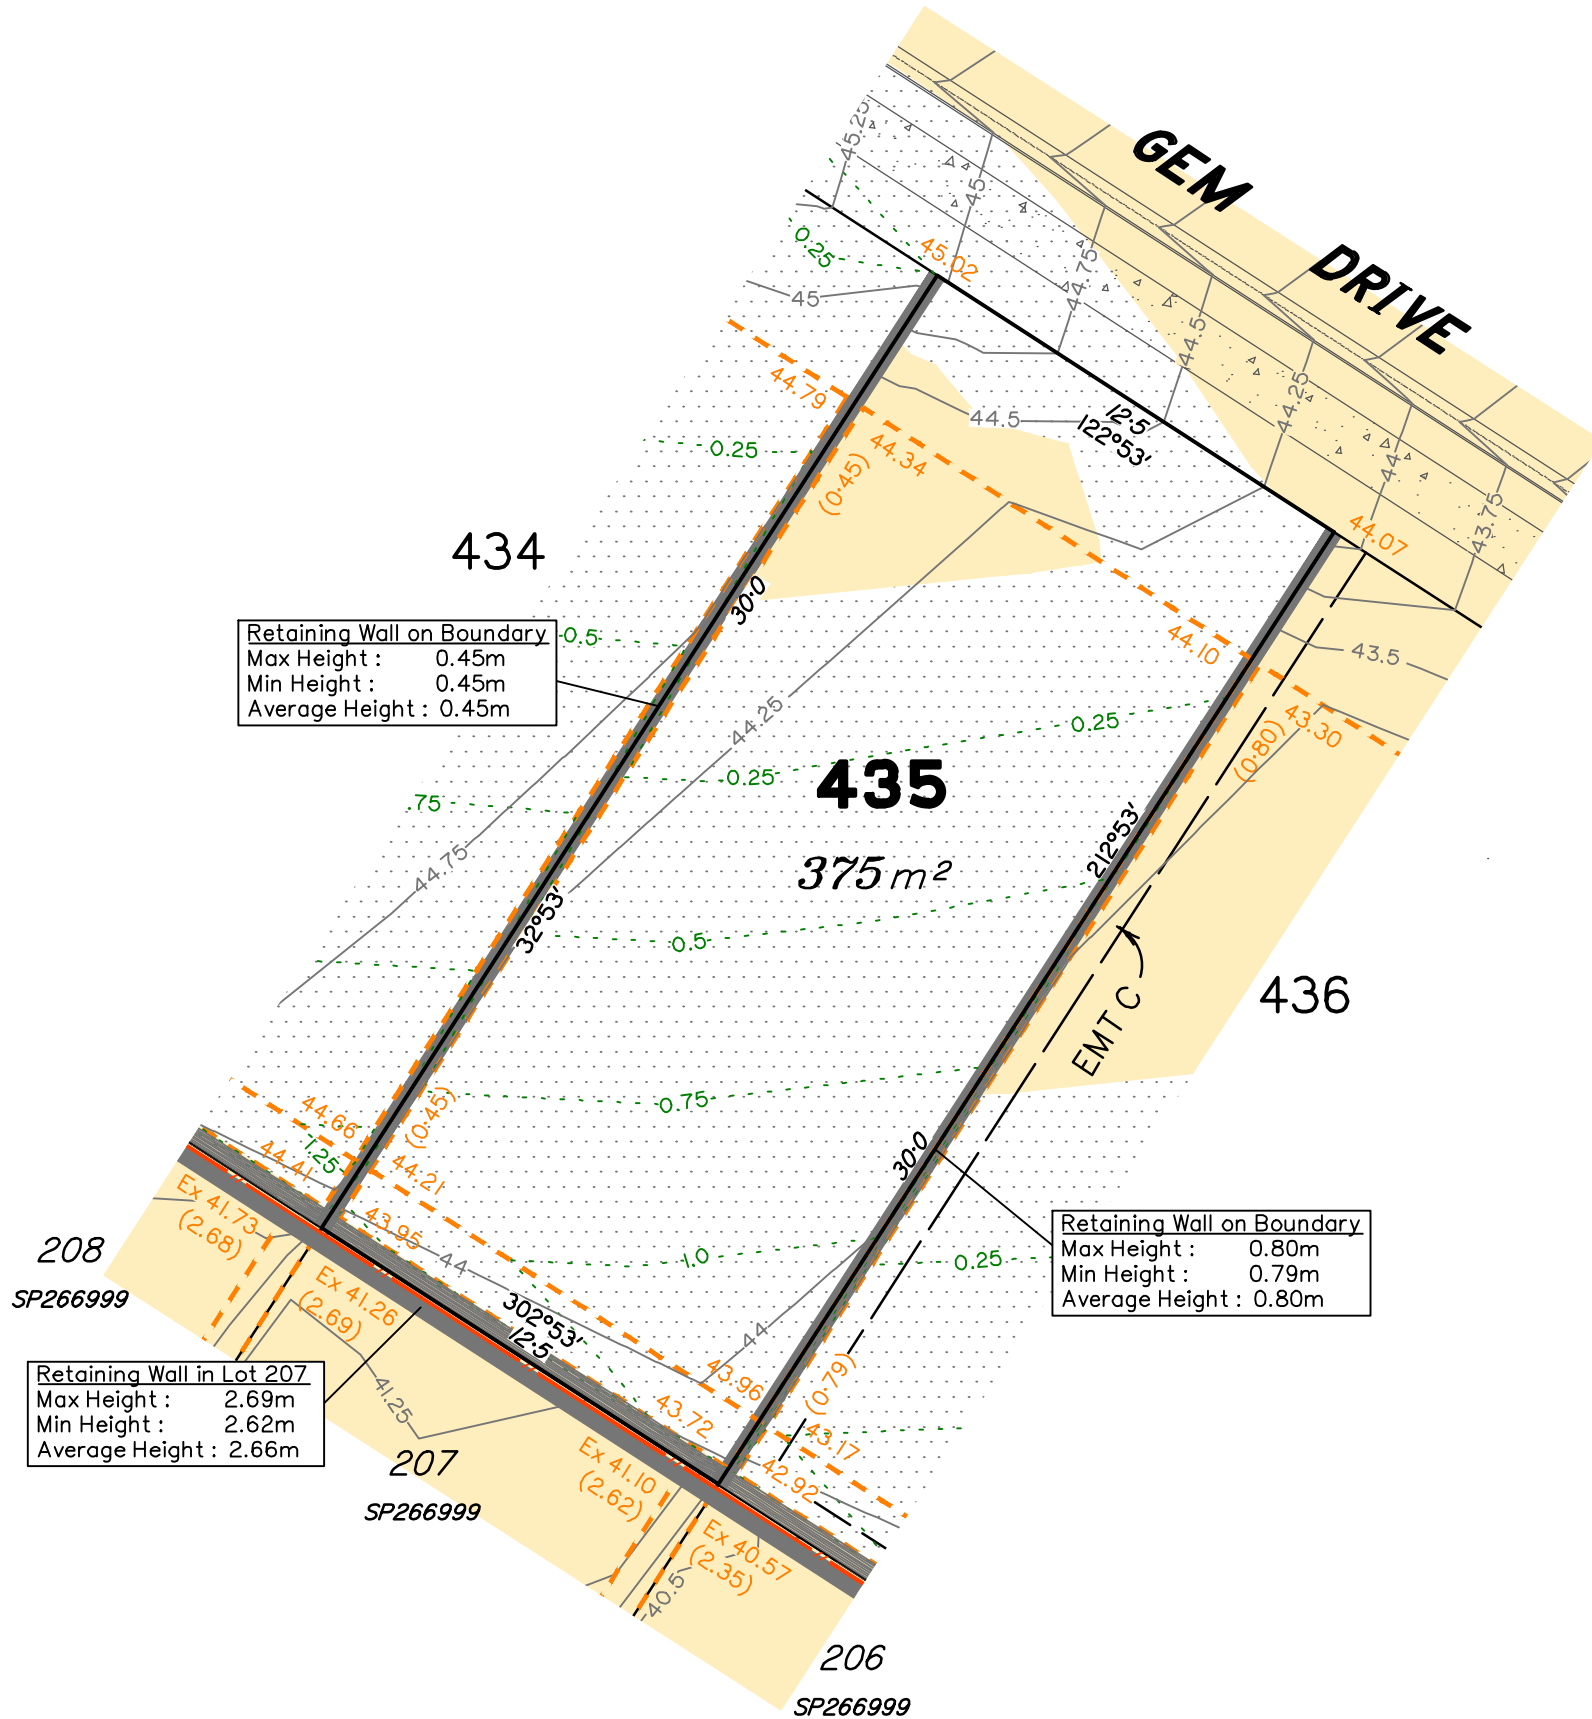 GEM DRIVE
45.25
45
44.75
44.5
44.25
44
43.75
0.25
45.02
45
44.79
44.34
(0.45)
44.5
12·5
122°53'
44.07
0.25
434
30·0
44.10
43.30
(0.80)
43.5
Retaining Wall on Boundary
Max Height : 0.45m
Min Height : 0.45m
Average Height : 0.45m
0.5
44.25
0.25
0.25
435
375 m²
.75
44.75
212°53'
32°53'
0.5
436
EMT C
0.75
(0.45)
44.66
44.41
1.25
44.21
43.95
30·0
Ex 41.73
(2.68)
208
SP266999
44
1.0
0.25
Retaining Wall on Boundary
Max Height : 0.80m
Min Height : 0.79m
Average Height : 0.80m
Ex 41.26
(2.69)
302°53'
12·5
44
43.96
(0.79)
43.72
43.17
42.92
Retaining Wall in Lot 207
Max Height : 2.69m
Min Height : 2.62m
Average Height : 2.66m
41.25
207
SP266999
Ex 41.10
(2.62)
Ex 40.57
(2.35)
40.5
206
SP266999